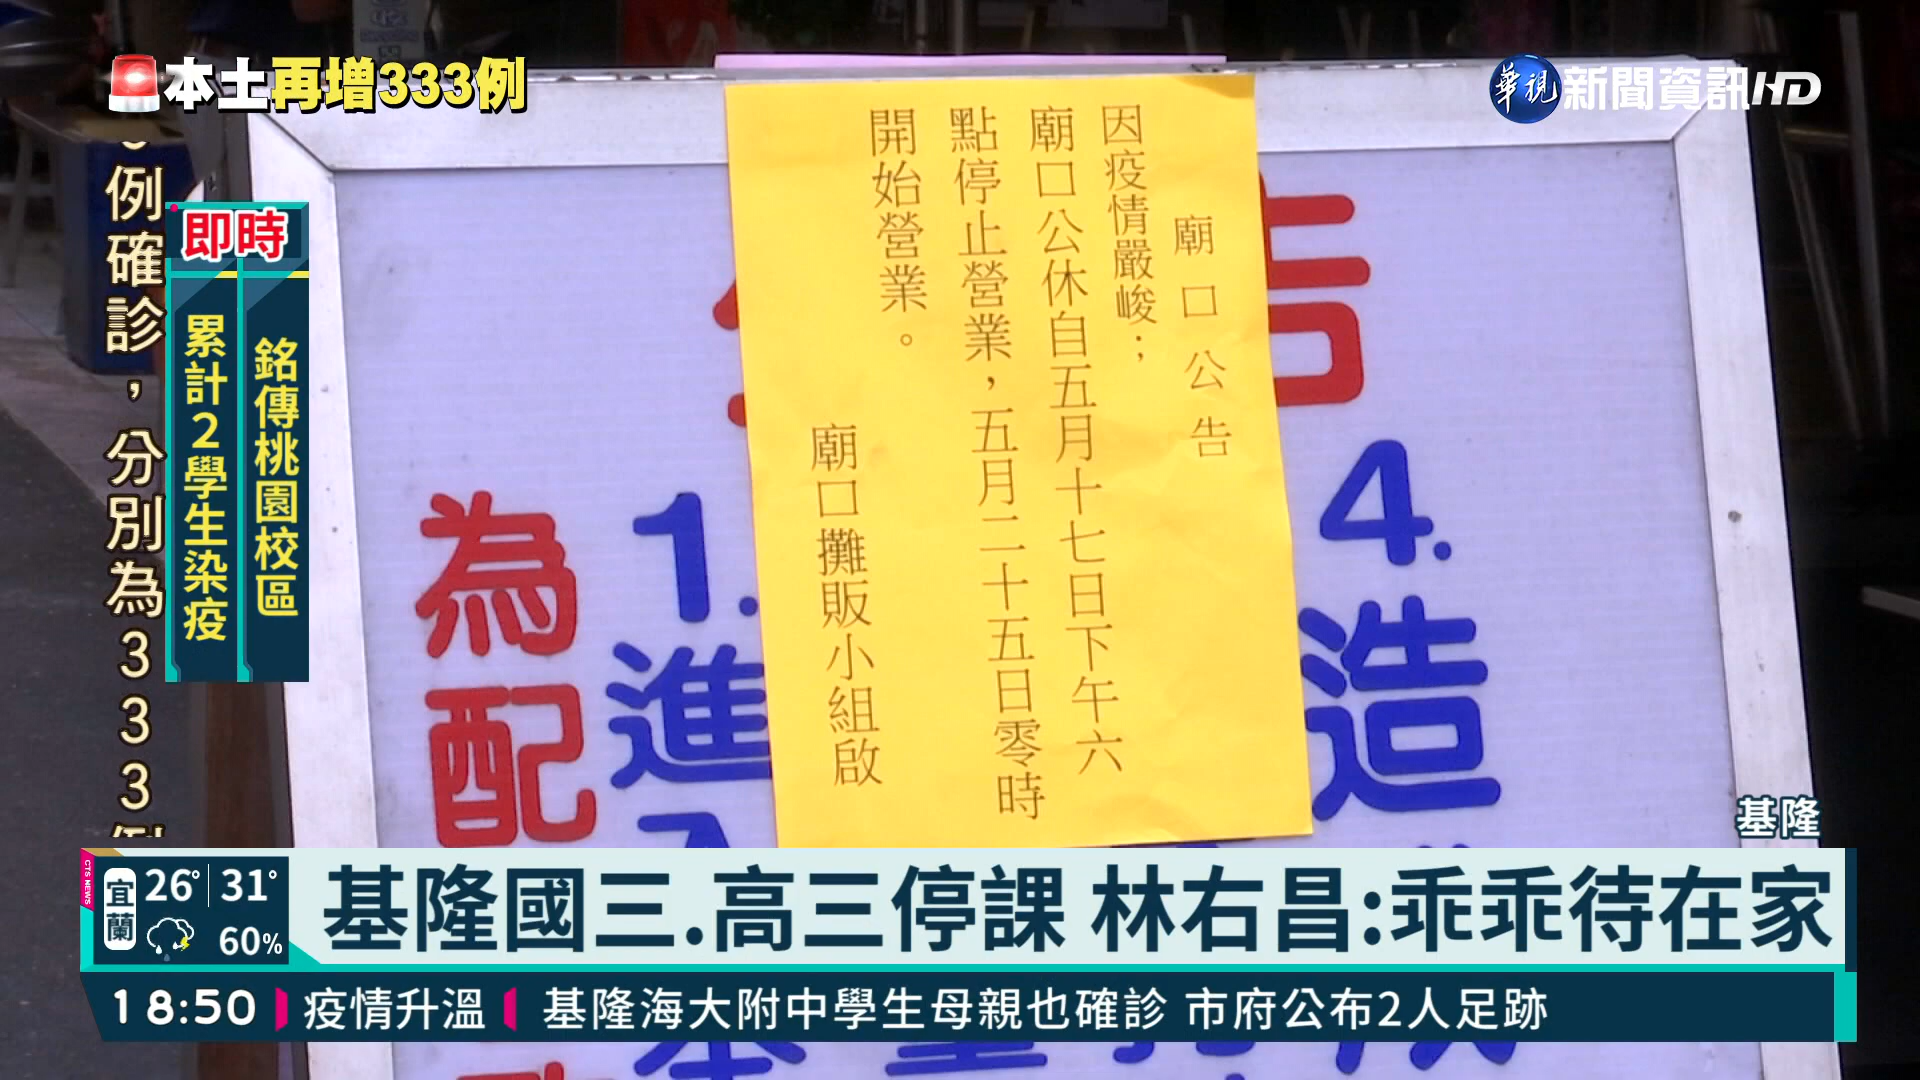 本土再增333例
華視 新聞資訊HD
例確診，分別為333例
即時
銘傳桃園校區
累計2學生染疫
廟口公告
因疫情嚴峻；
廟口公休自五月十七日下午六
點停止營業，五月二十五日零時
開始營業。
廟口攤販小組啟
告
為
配
1.
進
4.
造
基隆
CTS NEWS
宜蘭
26° 31°
60%
基隆國三.高三停課 林右昌:乖乖待在家
18:50 疫情升溫 基隆海大附中學生母親也確診 市府公布2人足跡